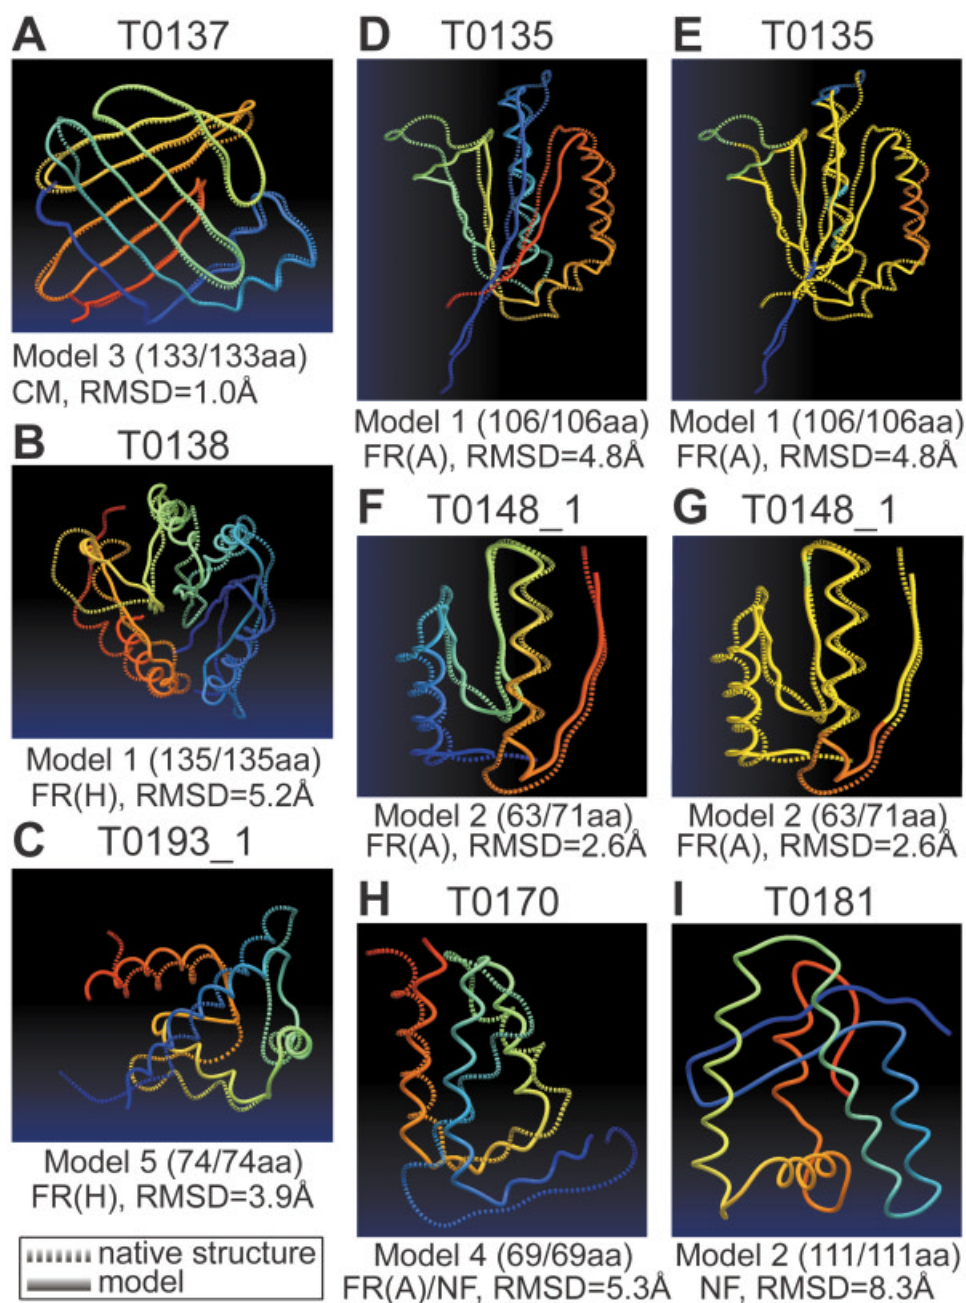 A T0137
Model 3 (133/133aa)
CM, RMSD=1.0Å
B T0138
Model 1 (135/135aa)
FR(H), RMSD=5.2Å
C T0193_1
Model 5 (74/74aa)
FR(H), RMSD=3.9Å
native structure
model
D T0135
Model 1 (106/106aa)
FR(A), RMSD=4.8Å
E T0135
Model 1 (106/106aa)
FR(A), RMSD=4.8Å
F T0148_1
Model 2 (63/71aa)
FR(A), RMSD=2.6Å
G T0148_1
Model 2 (63/71aa)
FR(A), RMSD=2.6Å
H T0170
Model 4 (69/69aa)
FR(A)/NF, RMSD=5.3Å
I T0181
Model 2 (111/111aa)
NF, RMSD=8.3Å